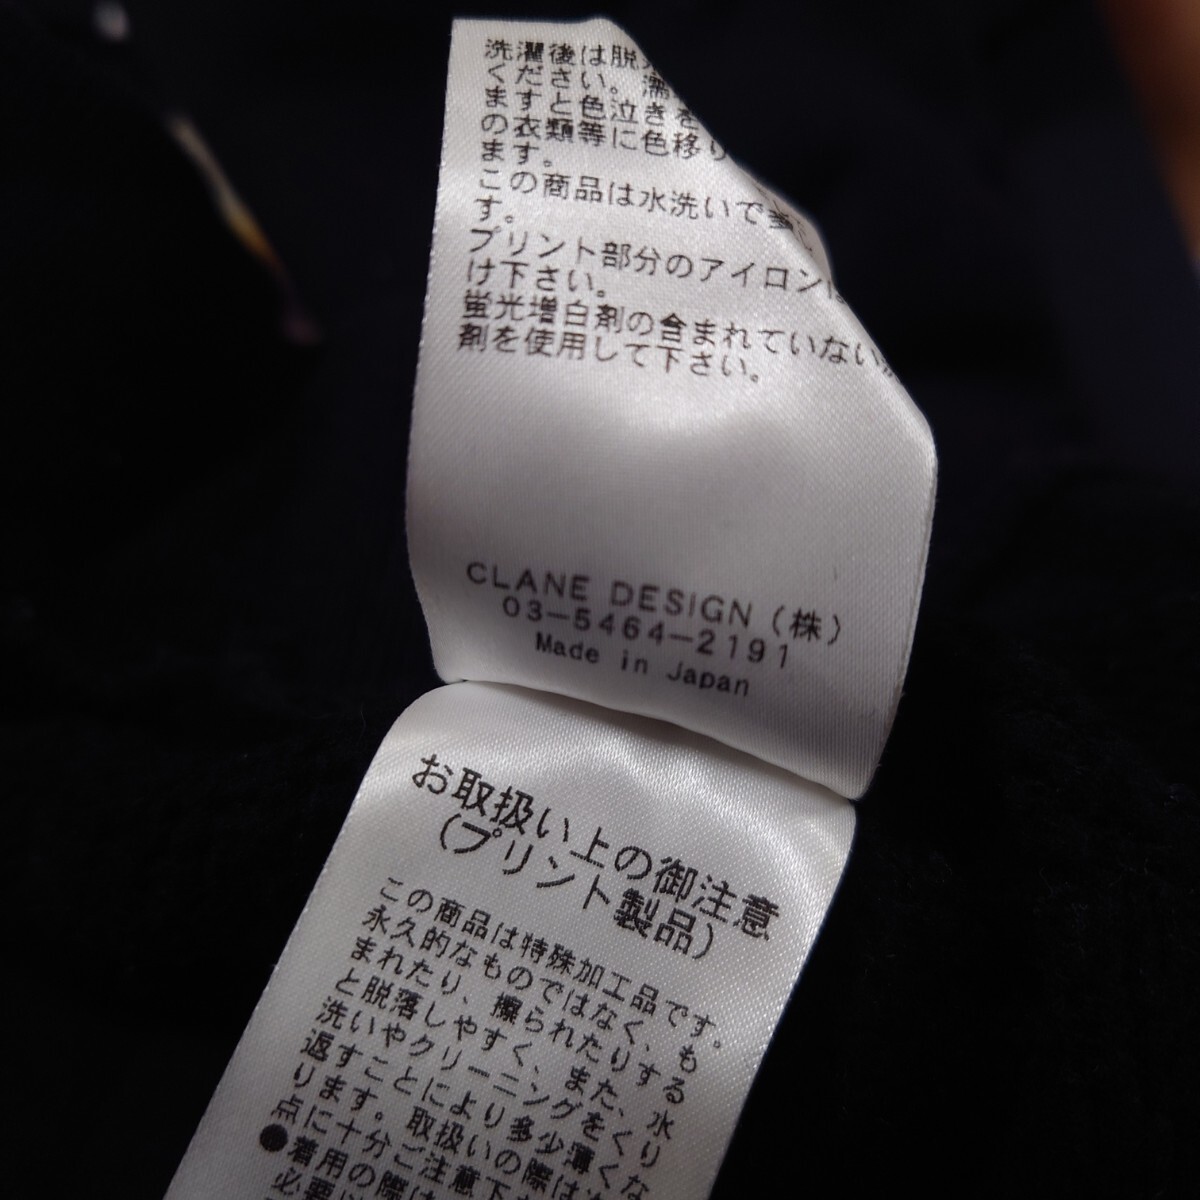 洗濯後は脱
ください。濡
ますと色泣きを
の衣類等に色移り
ます。
この商品は水洗いで
す。
プリント部分のアイロン
け下さい。
蛍光増白剤の含まれていない
剤を使用して下さい。
CLANE DESIGN (株)
03-5464-2191
Made in Japan
お取扱い上の御注意
(プリント製品)
この商品は特殊加工品です。
永久的なものではなく、も
まれたり、擦られたりする
と脱落しやすく、また、水
洗いやクリーニングをくり
返すことにより多少薄くな
ります。取扱いの際は
点に十分ご注意下
●着用の際は
必要以